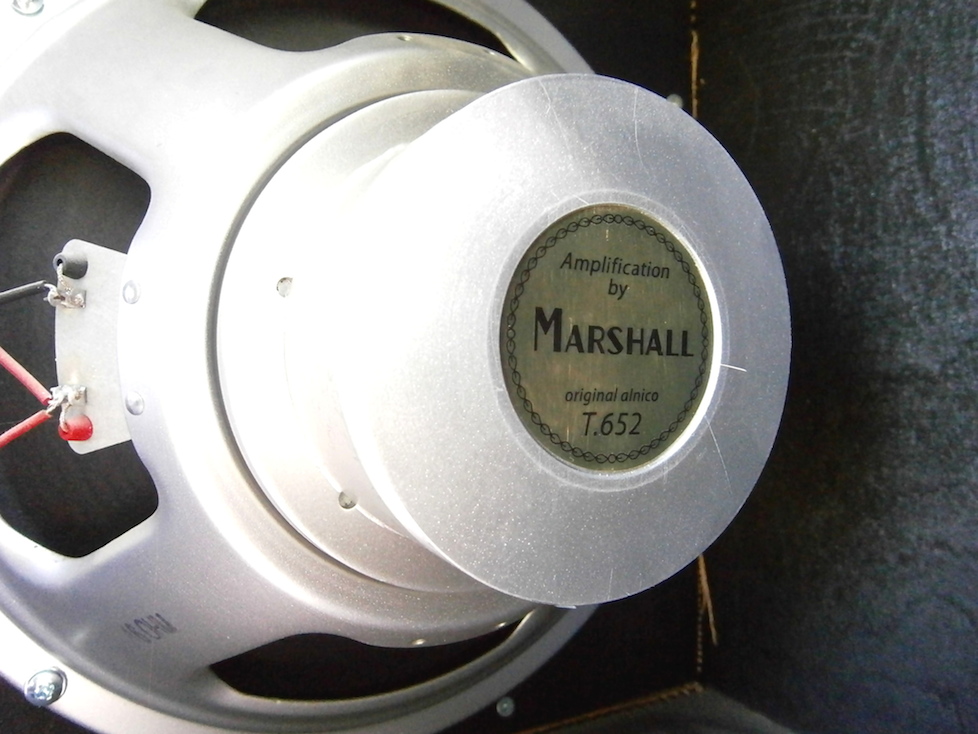 Amplification
by
MARSHALL
original alnico
T.652